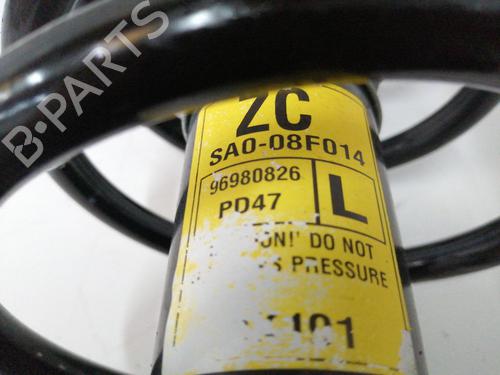 B-PARTS
ZC
SA0-08F014
96980826
PD47
L
DO NOT
PRESSURE